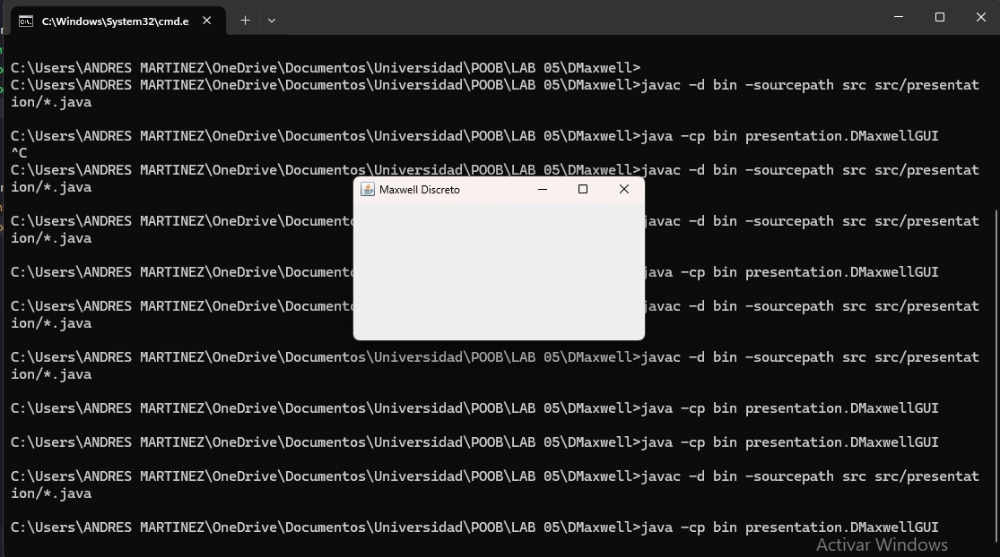 C:\Windows\System32\cmd.e
C:\Users\ANDRES MARTINEZ\OneDrive\Documentos\Universidad\POOB\LAB 05\DMaxwell>
C:\Users\ANDRES MARTINEZ\OneDrive\Documentos\Universidad\POOB\LAB 05\DMaxwell>javac -d bin -sourcepath src src/presentat
ion/*.java
C:\Users\ANDRES MARTINEZ\OneDrive\Documentos\Universidad\POOB\LAB 05\DMaxwell>java -cp bin presentation.DMaxwellGUI
^C
C:\Users\ANDRES MARTINEZ\OneDrive\Documentos\Universidad\POOB\LAB 05\DMaxwell>javac -d bin -sourcepath src src/presentat
ion/*.java
Maxwell Discreto
C:\Users\ANDRES MARTINEZ\OneDrive\Document javac -d bin -sourcepath src src/presentat
ion/*.java
C:\Users\ANDRES MARTINEZ\OneDrive\Document java -cp bin presentation.DMaxwellGUI
C:\Users\ANDRES MARTINEZ\OneDrive\Document javac -d bin -sourcepath src src/presentat
ion/*.java
C:\Users\ANDRES MARTINEZ\OneDrive\Documentos\Universidad\POOB\LAB 05\DMaxwell>javac -d bin -sourcepath src src/presentat
ion/*.java
C:\Users\ANDRES MARTINEZ\OneDrive\Documentos\Universidad\POOB\LAB 05\DMaxwell>java -cp bin presentation.DMaxwellGUI
C:\Users\ANDRES MARTINEZ\OneDrive\Documentos\Universidad\POOB\LAB 05\DMaxwell>java -cp bin presentation.DMaxwellGUI
C:\Users\ANDRES MARTINEZ\OneDrive\Documentos\Universidad\POOB\LAB 05\DMaxwell>javac -d bin -sourcepath src src/presentat
ion/*.java
C:\Users\ANDRES MARTINEZ\OneDrive\Documentos\Universidad\POOB\LAB 05\DMaxwell>java -cp bin presentation.DMaxwellGUI
Activar Windows